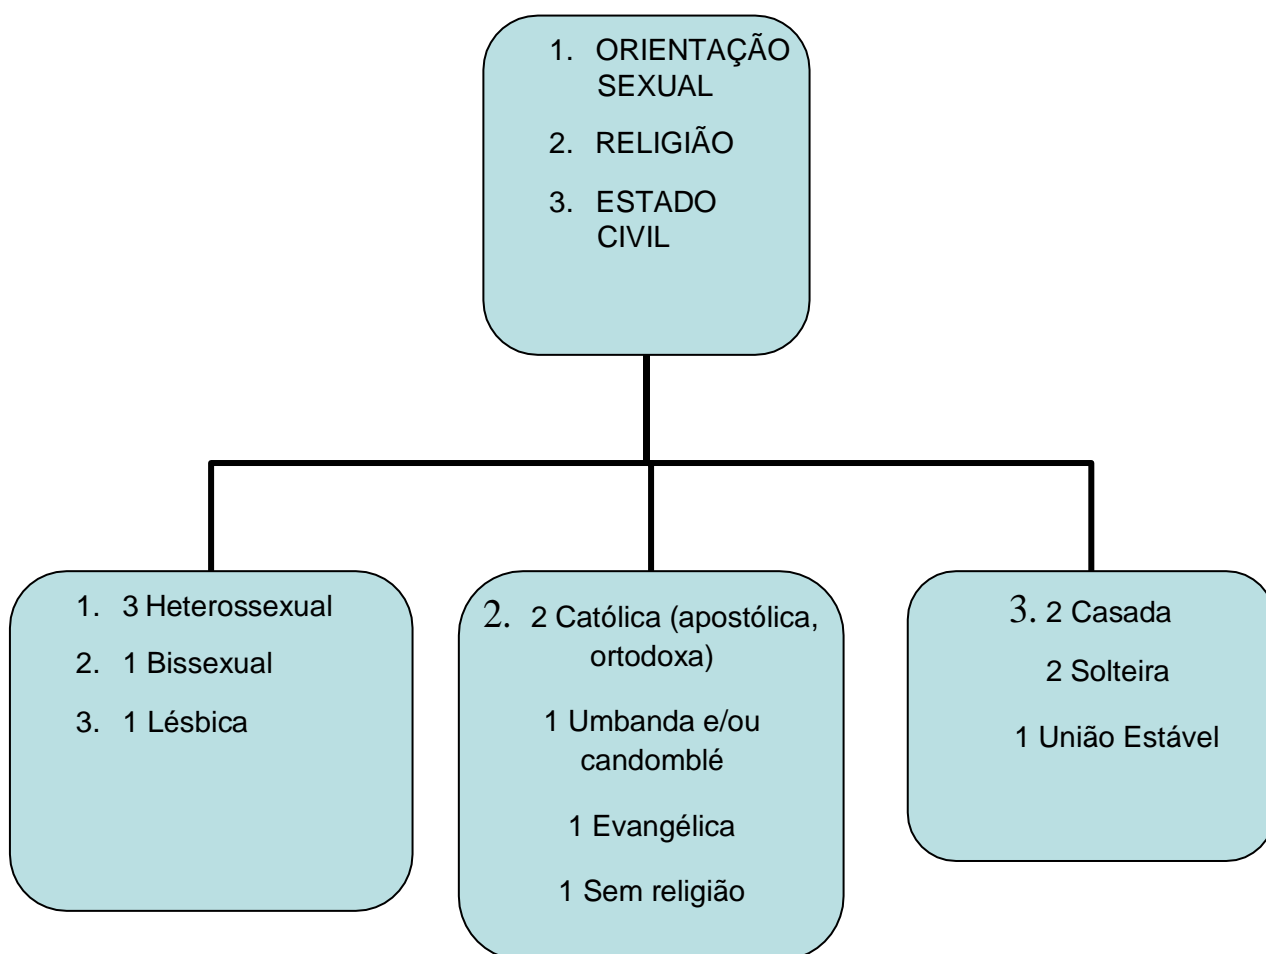 1. ORIENTAÇÃO
SEXUAL
2. RELIGIÃO
3. ESTADO
CIVIL
1. 3 Heterossexual
2. 1 Bissexual
3. 1 Lésbica
2. 2 Católica (apostólica,
ortodoxa)
1 Umbanda e/ou
candomblé
1 Evangélica
1 Sem religião
3. 2 Casada
2 Solteira
1 União Estável